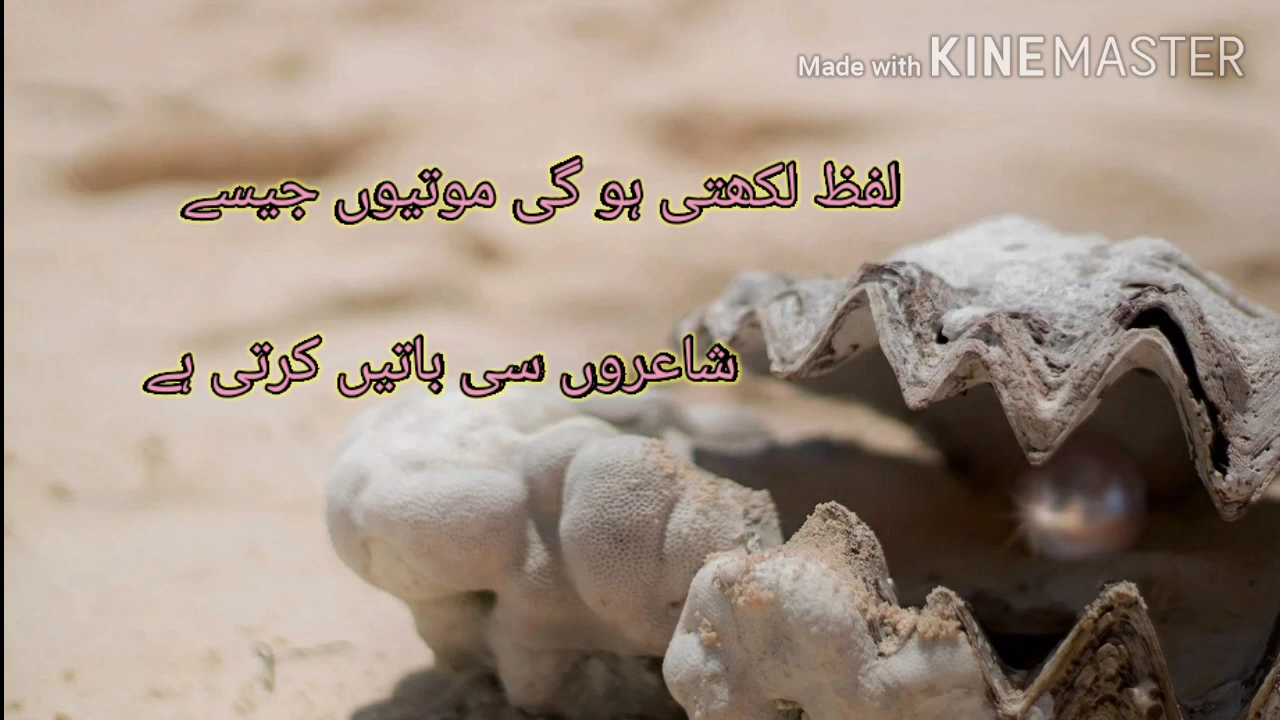 Made with KINEMASTER
لفظ لکھتی ہو گی موتیوں جیسے
شاعروں سی باتیں کرتی ہے